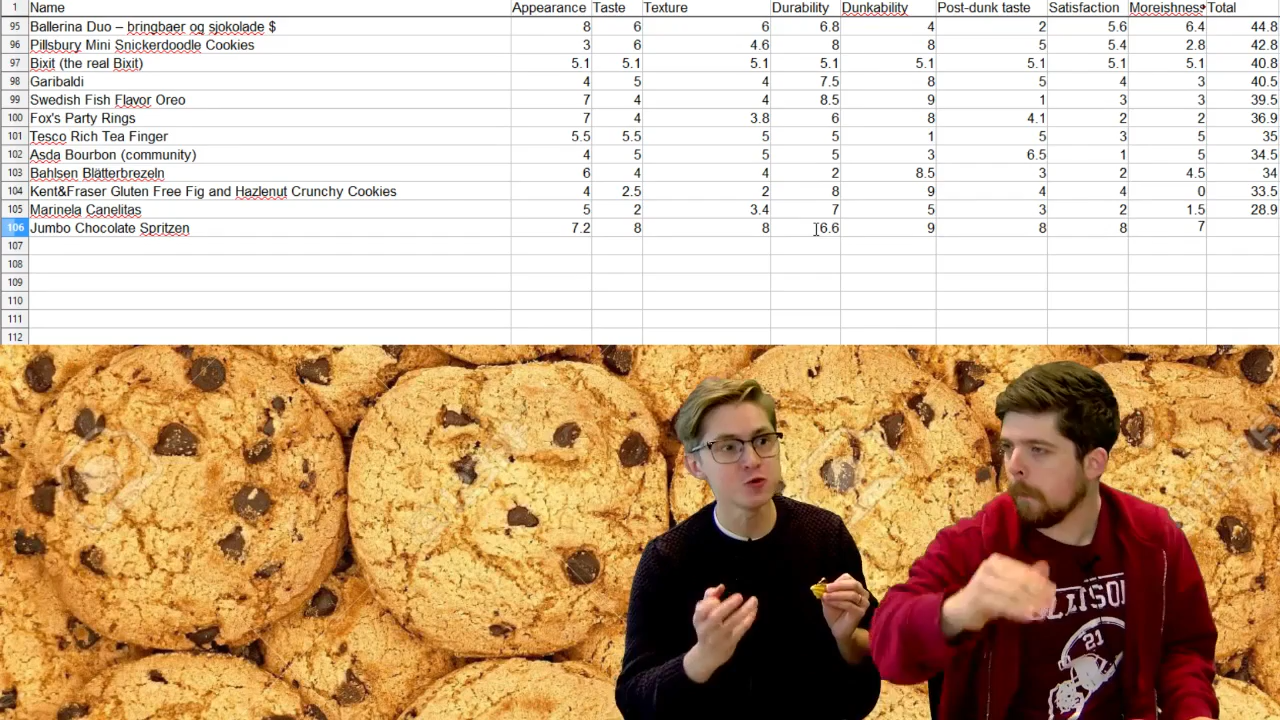 1 Name Appearance Taste Texture Durability Dunkability Post-dunk taste Satisfaction Moreishnes Total
95 Ballerina Duo – bringbaer og sjokolade $ 8 6 6 6.8 4 2 5.6 6.4 44.8
96 Pillsbury Mini Snickerdoodle Cookies 3 6 4.6 8 8 5 5.4 2.8 42.8
97 Bixit (the real Bixit) 5.1 5.1 5.1 5.1 5.1 5.1 5.1 5.1 40.8
98 Garibaldi 4 5 4 7.5 8 5 4 3 40.5
99 Swedish Fish Flavor Oreo 7 4 4 8.5 9 1 3 3 39.5
100 Fox's Party Rings 7 4 3.8 6 8 4.1 2 2 36.9
101 Tesco Rich Tea Finger 5.5 5.5 5 5 1 5 3 5 35
102 Asda Bourbon (community) 4 5 5 5 3 6.5 1 5 34.5
103 Bahlsen Blätterbrezeln 6 4 4 2 8.5 3 2 4.5 34
104 Kent&Fraser Gluten Free Fig and Hazlenut Crunchy Cookies 4 2.5 2 8 9 4 4 0 33.5
105 Marinela Canelitas 5 2 3.4 7 5 3 2 1.5 28.9
106 Jumbo Chocolate Spritzen 7.2 8 8 6.6 9 8 8 7
107
108
109
110
111
112
21